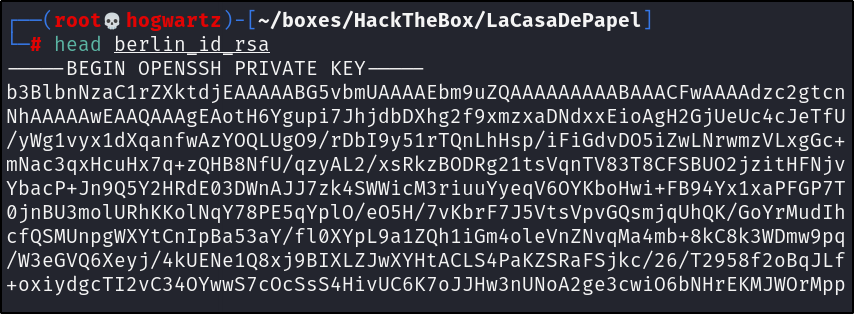 ┌──(root💀hogwartz)-[~/boxes/HackTheBox/LaCasaDePapel]
└─# head berlin_id_rsa
-----BEGIN OPENSSH PRIVATE KEY-----
b3BlbnNzaC1rZXktdjEAAAAABG5vbmUAAAAEbm9uZQAAAAAAAAABAAACFwAAAAdzc2gtcn
NhAAAAAwEAAQAAAgEAotH6Ygupi7JhjdbDXhg2f9xmzxaDNdxxEioAgH2GjUeUc4cJeTfU
/yWg1vyx1dXqanfwAzYOQLUgO9/rDbI9y51rTQnLhHsp/iFiGdvDO5iZwLNrwmzVLxgGc+
mNac3qxHcuHx7q+zQHB8NfU/qzyAL2/xsRkzBODRg21tsVqnTV83T8CFSBUO2jzitHFNjv
YbacP+Jn9Q5Y2HRdE03DWnAJJ7zk4SWWicM3riuuYyeqV6OYKboHwi+FB94Yx1xaPFGP7T
0jnBU3molURhKKolNqY78PE5qYplO/eO5H/7vKbrF7J5VtsVpvGQsmjqUhQK/GoYrMudIh
cfQSMUnpgWXYtCnIpBa53aY/fl0XYpL9a1ZQh1iGm4oleVnZNvqMa4mb+8kC8k3WDmw9pq
/W3eGVQ6Xeyj/4kUENe1Q8xj9BIXLZJwXYHtACLS4PaKZSRaFSjkc/26/T2958f2oBqJLf
+oxiydgcTI2vC34OYwwS7cOcSsS4HivUC6K7oJJHw3nUNoA2ge3cwiO6bNHrEKMJWOrMpp